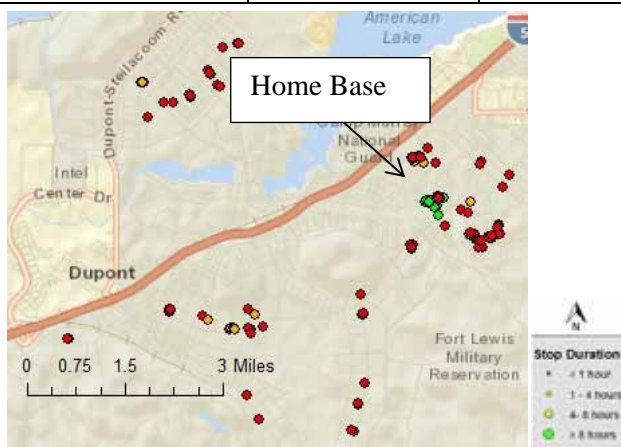 American
Lake
5
Dupont-Steilacoom-Rd
Home Base
National
Guard
Intel
Center Dr
Dupont
Fort Lewis
Military
Reservation
0 0.75 1.5 3 Miles
N
Stop Duration
< 1 hour
1 - 4 hours
4- 8 hours
> 8 hours